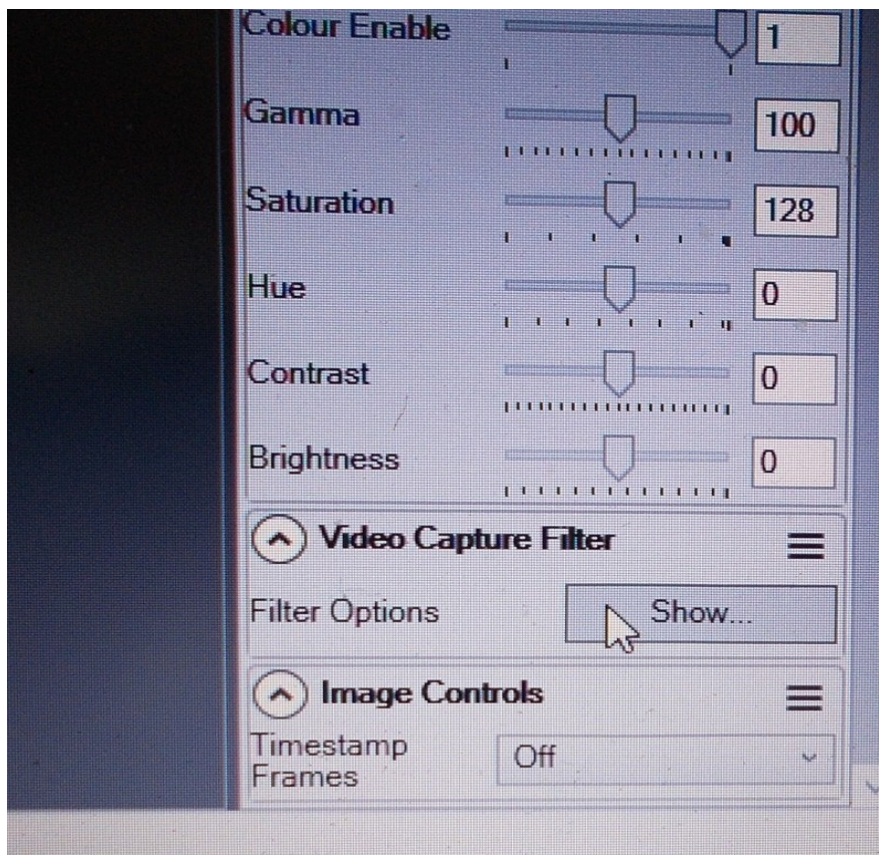 Colour Enable 1
Gamma 100
Saturation 128
Hue 0
Contrast 0
Brightness 0
Video Capture Filter
Filter Options Show...
Image Controls
Timestamp
Frames
Off